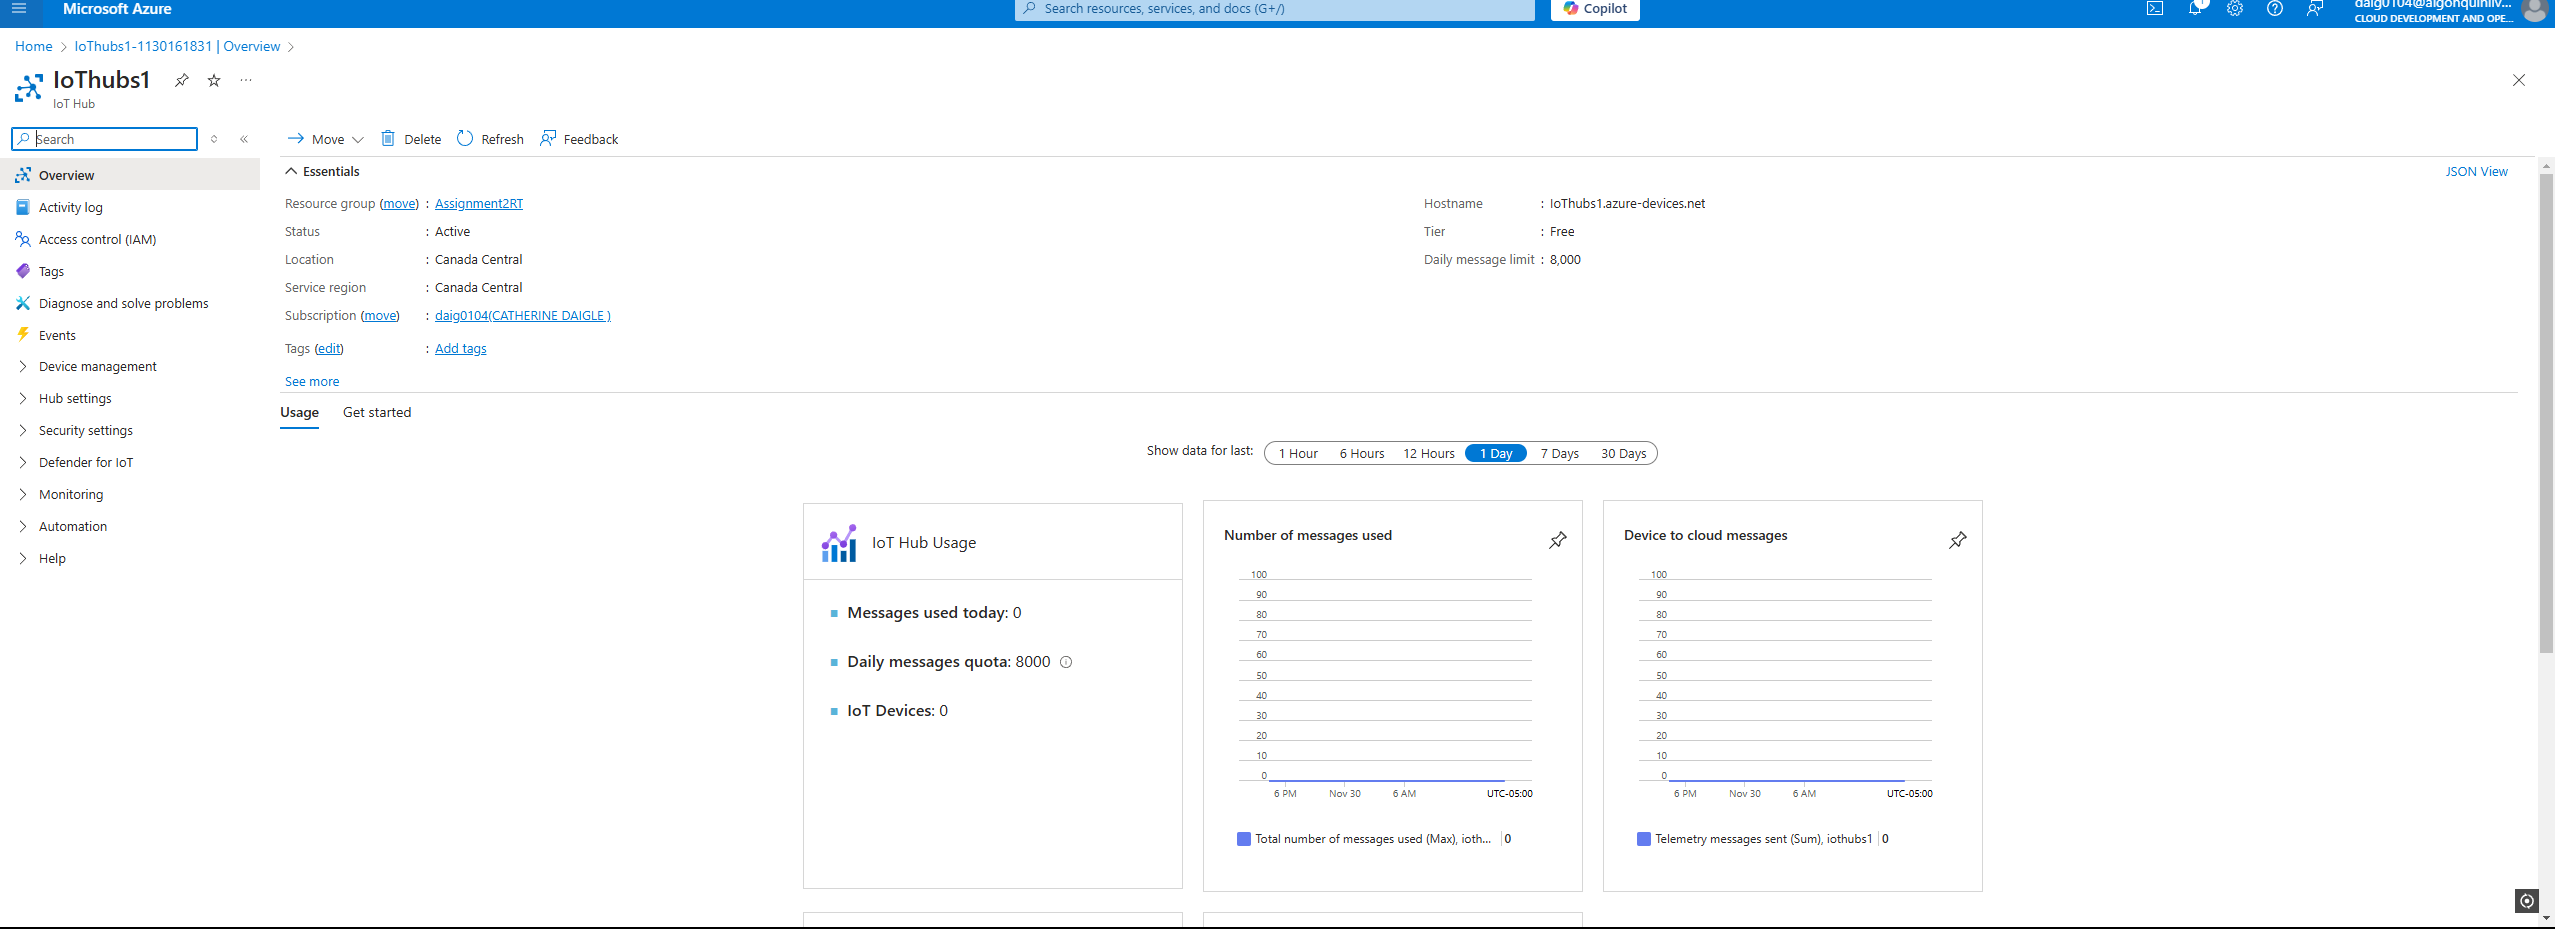 Microsoft Azure
Search resources, services, and docs (G+/)
Copilot
1
daig0104@algonquinliv...
CLOUD DEVELOPMENT AND OPE...
Home > IoThubs1-1130161831 | Overview >
IoThubs1
IoT Hub
Search
Move
Delete
Refresh
Feedback
Overview
Activity log
Access control (IAM)
Tags
Diagnose and solve problems
Events
Device management
Hub settings
Security settings
Defender for IoT
Monitoring
Automation
Help
Essentials
JSON View
Resource group (move) : Assignment2RT
Status : Active
Location : Canada Central
Service region : Canada Central
Subscription (move) : daig0104(CATHERINE DAIGLE )
Tags (edit) : Add tags
See more
Hostname : IoThubs1.azure-devices.net
Tier : Free
Daily message limit : 8,000
Usage Get started
Show data for last: 1 Hour 6 Hours 12 Hours 1 Day 7 Days 30 Days
IoT Hub Usage
Messages used today: 0
Daily messages quota: 8000
IoT Devices: 0
Number of messages used
100
90
80
70
60
50
40
30
20
10
0
6 PM Nov 30 6 AM UTC-05:00
Total number of messages used (Max), ioth... 0
Device to cloud messages
100
90
80
70
60
50
40
30
20
10
0
6 PM Nov 30 6 AM UTC-05:00
Telemetry messages sent (Sum), iothubs1 0